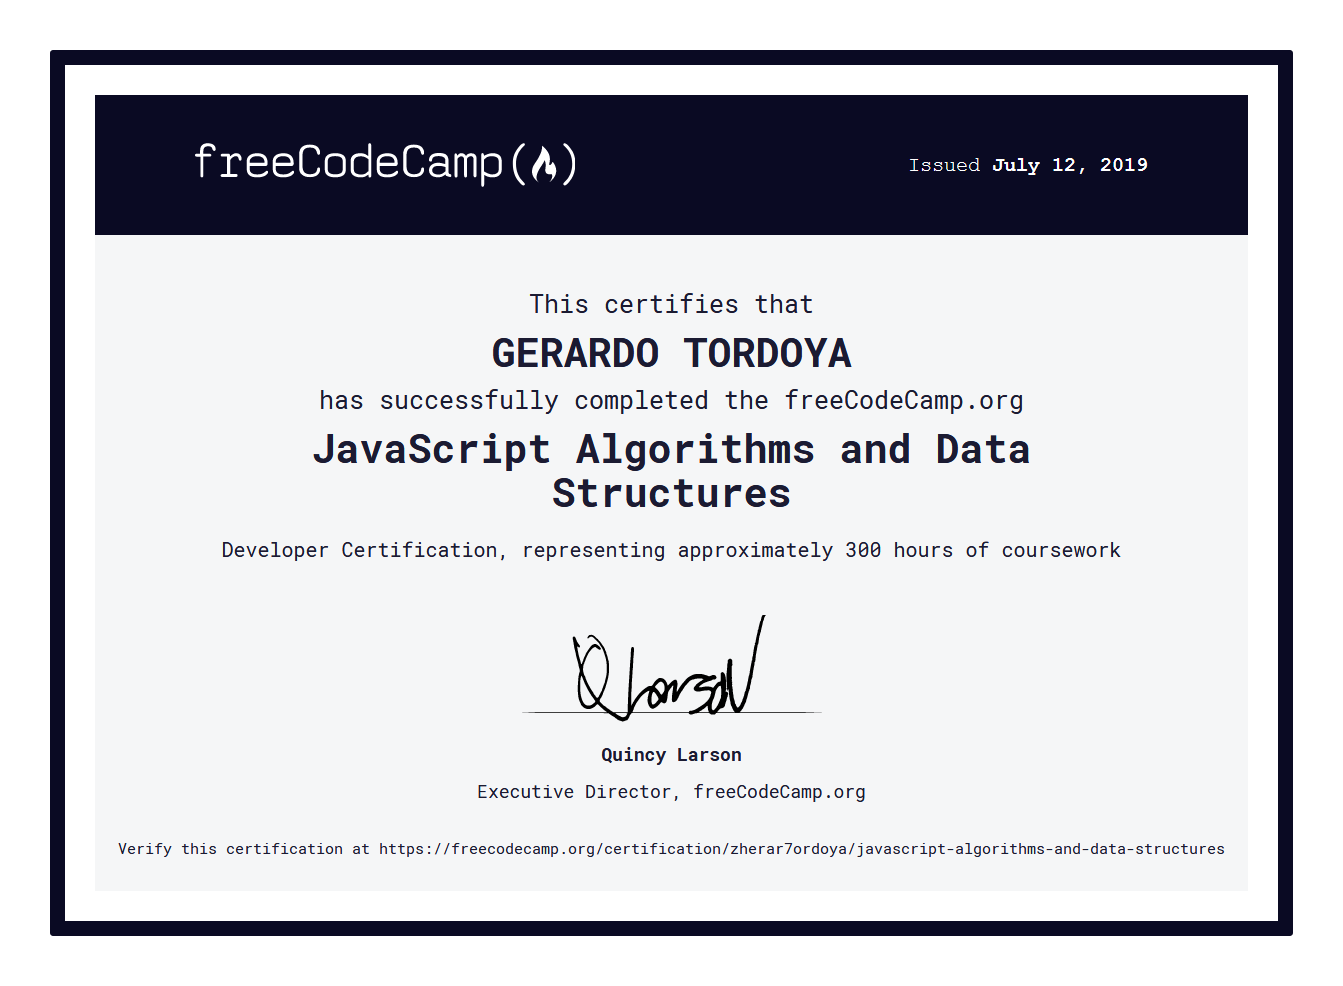 freeCodeCamp(🔥)
Issued July 12, 2019
This certifies that
GERARDO TORDOYA
has successfully completed the freeCodeCamp.org
JavaScript Algorithms and Data
Structures
Developer Certification, representing approximately 300 hours of coursework
Q Larson
Quincy Larson
Executive Director, freeCodeCamp.org
Verify this certification at https://freecodecamp.org/certification/zherar7ordoya/javascript-algorithms-and-data-structures